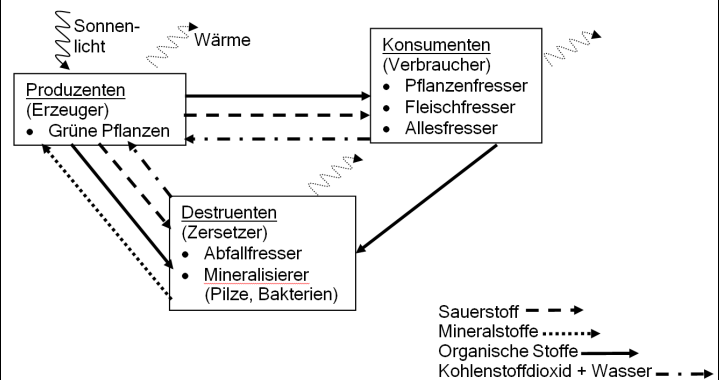 Sonnen-
licht
Wärme
Produzenten
(Erzeuger)
• Grüne Pflanzen
Konsumenten
(Verbraucher)
• Pflanzenfresser
• Fleischfresser
• Allesfresser
Destruenten
(Zersetzer)
• Abfallfresser
• Mineralisierer
(Pilze, Bakterien)
Sauerstoff
Mineralstoffe
Organische Stoffe
Kohlenstoffdioxid + Wasser